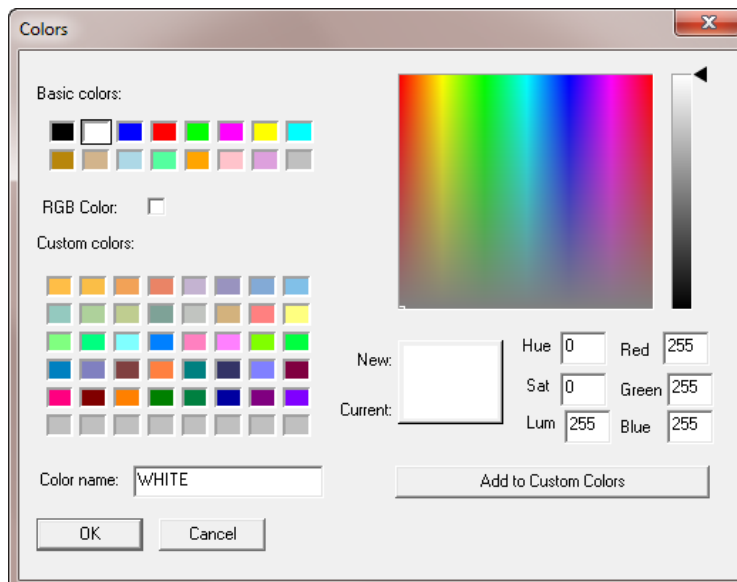 Colors
Basic colors:
RGB Color:
Custom colors:
New:
Current:
Hue 0 Red 255
Sat 0 Green 255
Lum 255 Blue 255
Color name: WHITE
Add to Custom Colors
OK Cancel